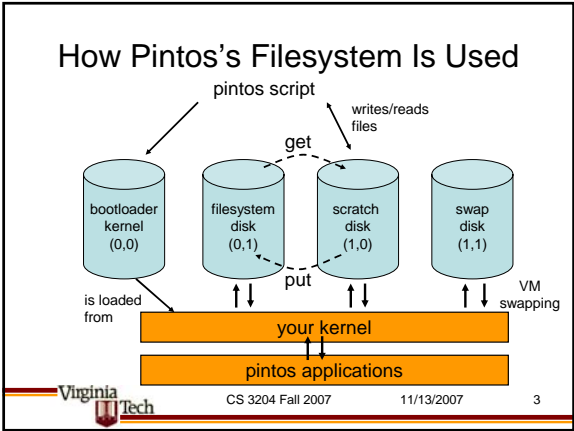 How Pintos's Filesystem Is Used
pintos script
writes/reads
files
get
bootloader
kernel
(0,0)
filesystem
disk
(0,1)
scratch
disk
(1,0)
swap
disk
(1,1)
put
is loaded
from
VM
swapping
your kernel
pintos applications
Virginia
Tech
CS 3204 Fall 2007
11/13/2007
3